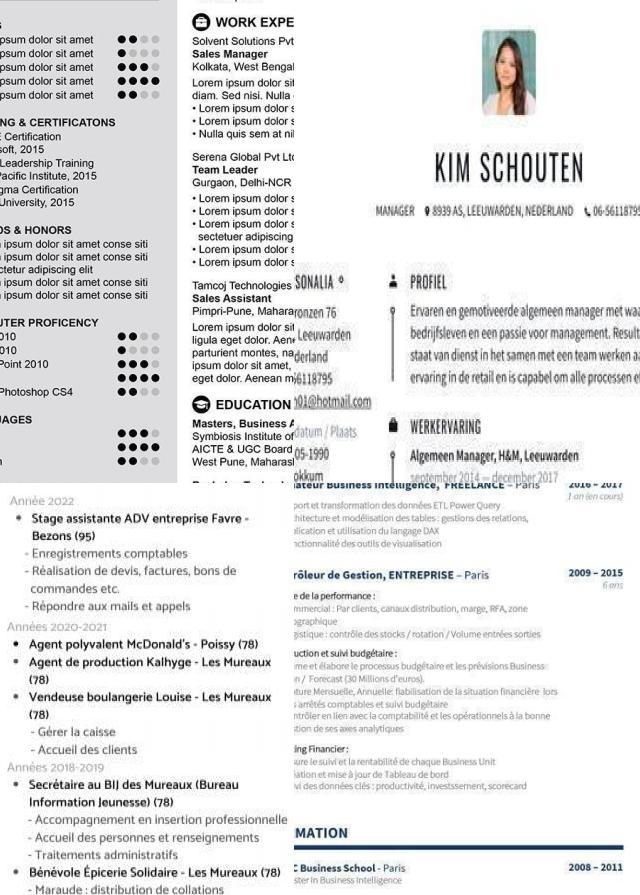 psum dolor sit amet
psum dolor sit amet
psum dolor sit amet
psum dolor sit amet
psum dolor sit amet
NG & CERTIFICATONS
Certification
soft, 2015
Leadership Training
Pacific Institute, 2015
gma Certification
University, 2015
DS & HONORS
ipsum dolor sit amet conse siti
ipsum dolor sit amet conse siti
ctetur adipiscing elit
ipsum dolor sit amet conse siti
ipsum dolor sit amet conse siti
UTER PROFICENCY
010
010
Point 2010
Photoshop CS4
UAGES
WORK EXPE
Solvent Solutions Pvt
Sales Manager
Kolkata, West Bengal
Lorem ipsum dolor sit
diam. Sed nisi. Nulla
• Lorem ipsum dolor s
• Lorem ipsum dolor s
• Nulla quis sem at nil
Serena Global Pvt Ltd
Team Leader
Gurgaon, Delhi-NCR
• Lorem ipsum dolor s
• Lorem ipsum dolor s
• Lorem ipsum dolor s
sectetuer adipiscing
• Lorem ipsum dolor s
• Lorem ipsum dolor s
Tamcoj Technologies
Sales Assistant
Pimpri-Pune, Mahara
Lorem ipsum dolor sit
ligula eget dolor. Aene
parturient montes, na
ipsum dolor sit amet,
eget dolor. Aenean m
EDUCATION
Masters, Business A
Symbiosis Institute of
AICTE & UGC Board
West Pune, Maharas
KIM SCHOUTEN
MANAGER 8939 AS, LEEUWARDEN, NEDERLAND 06-5611879
SONALIA
ronzen 76
Leeuwarden
derland
56118795
n01@hotmail.com
datum / Plaats
05-1990
okkum
PROFIEL
Ervaren en gemotiveerde algemeen manager met waa
bedrijfsleven en een passie voor management. Result
staat van dienst in het samen met een team werken aa
ervaring in de retail en is capabel om alle processen ef
WERKERVARING
Algemeen Manager, H&M, Leeuwarden
september 2014 — december 2017
Année 2022
• Stage assistante ADV entreprise Favre -
Bezons (95)
- Enregistrements comptables
- Réalisation de devis, factures, bons de
commandes etc.
- Répondre aux mails et appels
Années 2020-2021
• Agent polyvalent McDonald's - Poissy (78)
• Agent de production Kalhyge - Les Mureaux
(78)
• Vendeuse boulangerie Louise - Les Mureaux
(78)
- Gérer la caisse
- Accueil des clients
Années 2018-2019
• Secrétaire au BIJ des Mureaux (Bureau
Information Jeunesse) (78)
- Accompagnement en insertion professionnelle
- Accueil des personnes et renseignements
- Traitements administratifs
• Bénévole Épicerie Solidaire - Les Mureaux (78)
- Maraude : distribution de collations
ateur Business Intelligence, FREELANCE – Paris 2016 – 2017
1 an (en cours)
port et transformation des données ETL Power Query
chitecture et modélisation des tables : gestions des relations,
lication et utilisation du langage DAX
nctionnalité des outils de visualisation
rôleur de Gestion, ENTREPRISE – Paris 2009 – 2015
6 ans
e de la performance :
mmercial : Par clients, canaux distribution, marge, RFA, zone
ographique
gistique : contrôle des stocks / rotation / Volume entrées sorties
uction et suivi budgétaire :
me et élabore le processus budgétaire et les prévisions Business
n / Forecast (30 Millions d'euros).
ture Mensuelle, Annuelle: fiabilisation de la situation financière lors
arrêtés comptables et suivi budgétaire
ntrôler en lien avec la comptabilité et les opérationnels à la bonne
stion de ses axes analytiques
ing Financier :
ure le suivi et la rentabilité de chaque Business Unit
iation et mise à jour de Tableau de bord
ivi des données clés : productivité, investssement, scorecard
MATION
C Business School - Paris 2008 – 2011
ster In Business Intelligence